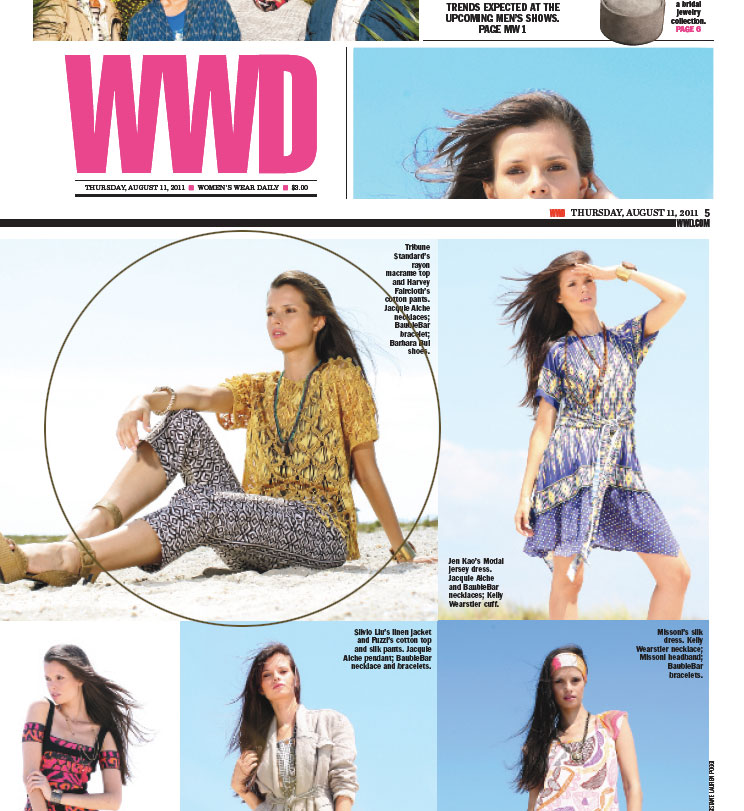 TRENDS EXPECTED AT THE
UPCOMING MEN'S SHOWS.
PAGE MW1
a bridal
jewelry
collection.
PAGE 6
WWD
THURSDAY, AUGUST 11, 2011 ■ WOMEN'S WEAR DAILY ■ $3.00
WWD THURSDAY, AUGUST 11, 2011 5
WWD.COM
Tribune
Standard's
rayon
macrame top
and Harvey
Faircloth's
cotton pants.
Jacquie Aiche
necklaces;
BaubleBar
bracelet;
Barbara Bui
shoes.
Jen Kao's Modal
jersey dress.
Jacquie Aiche
and BaubleBar
necklaces; Kelly
Wearstler cuff.
Silvio Liu's linen jacket
and Fuzzi's cotton top
and silk pants. Jacquie
Aiche pendant; BaubleBar
necklace and bracelets.
Missoni's silk
dress. Kelly
Wearstler necklace;
Missoni headband;
BaubleBar
bracelets.
LAUREN POGGI